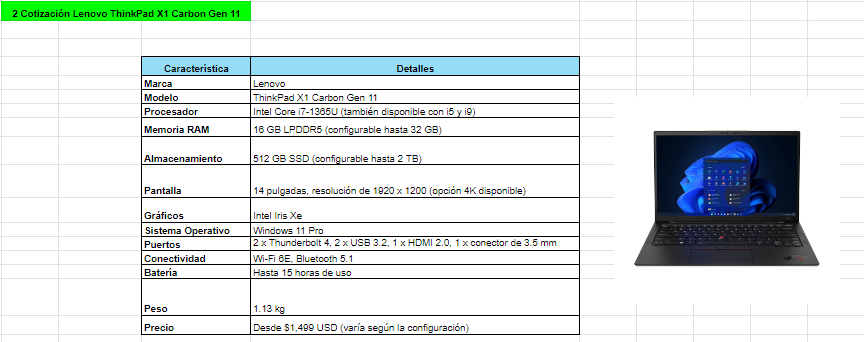 2 Cotización Lenovo ThinkPad X1 Carbon Gen 11
Característica Detalles
Marca Lenovo
Modelo ThinkPad X1 Carbon Gen 11
Procesador Intel Core i7-1365U (también disponible con i5 y i9)
Memoria RAM 16 GB LPDDR5 (configurable hasta 32 GB)
Almacenamiento 512 GB SSD (configurable hasta 2 TB)
Pantalla 14 pulgadas, resolución de 1920 x 1200 (opción 4K disponible)
Gráficos Intel Iris Xe
Sistema Operativo Windows 11 Pro
Puertos 2 x Thunderbolt 4, 2 x USB 3.2, 1 x HDMI 2.0, 1 x conector de 3.5 mm
Conectividad Wi-Fi 6E, Bluetooth 5.1
Batería Hasta 15 horas de uso
Peso 1.13 kg
Precio Desde $1,499 USD (varía según la configuración)